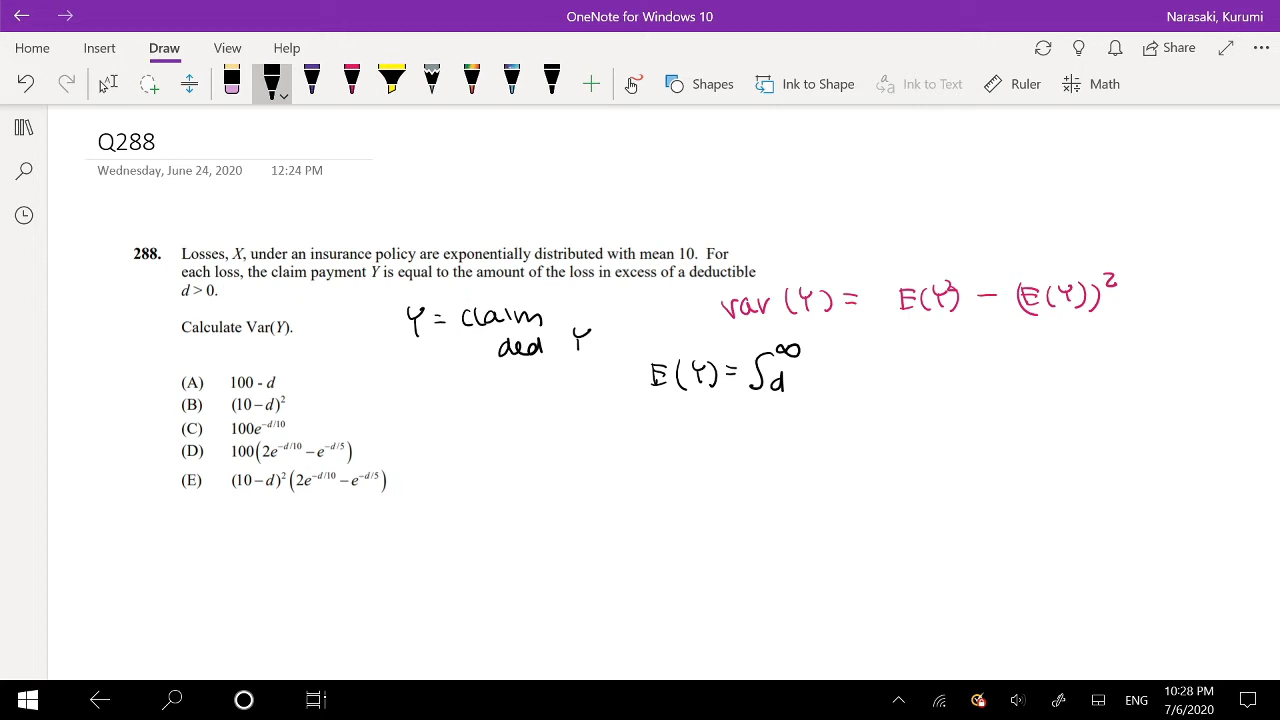 OneNote for Windows 10
Narasaki, Kurumi
Home Insert Draw View Help
Share
Shapes Ink to Shape Ink to Text Ruler Math
Q288
Wednesday, June 24, 2020 12:24 PM
288. Losses, X, under an insurance policy are exponentially distributed with mean 10. For
each loss, the claim payment Y is equal to the amount of the loss in excess of a deductible
d > 0.
Calculate Var(Y).
(A) 100 - d
(B) (10 – d)²
(C) 100e^{–d/10}
(D) 100(2e^{–d/10} – e^{–d/5})
(E) (10 – d)² (2e^{–d/10} – e^{–d/5})
Y = claim
ded Y
var (Y) = E(Y²) – (E(Y))²
E(Y) = ∫_d^∞
ENG
10:28 PM
7/6/2020